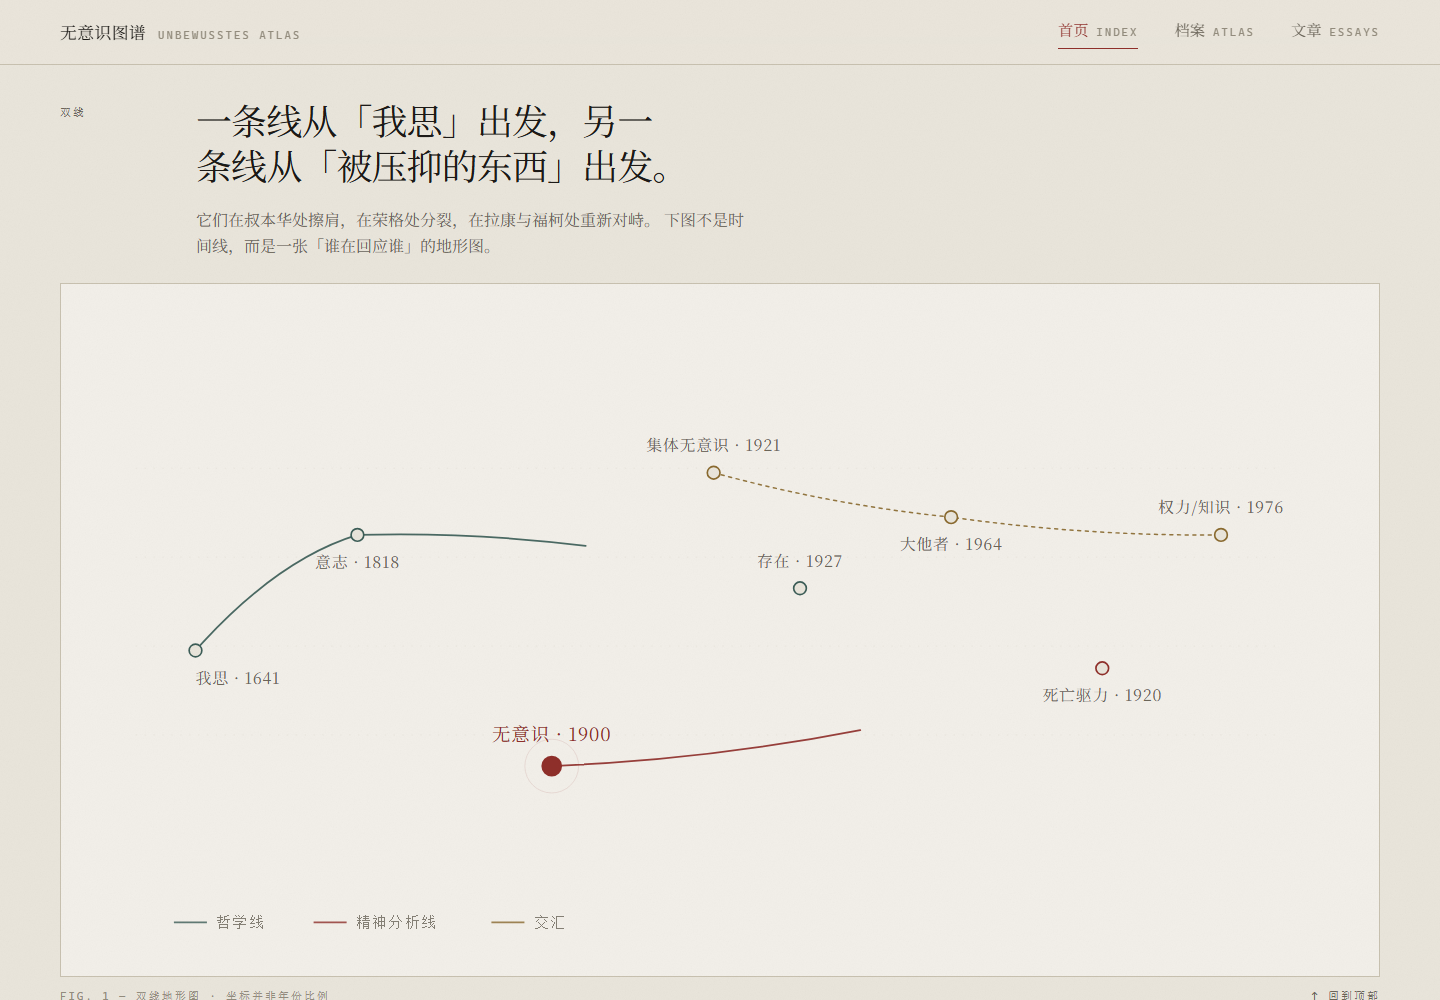 无意识图谱 UNBEWUSSTES ATLAS
首页 INDEX 档案 ATLAS 文章 ESSAYS
双线
一条线从「我思」出发，另一
条线从「被压抑的东西」出发。
它们在叔本华处擦肩，在荣格处分裂，在拉康与福柯处重新对峙。 下图不是时
间线，而是一张「谁在回应谁」的地形图。
集体无意识 · 1921
权力/知识 · 1976
大他者 · 1964
意志 · 1818
存在 · 1927
我思 · 1641
死亡驱力 · 1920
无意识 · 1900
哲学线 精神分析线 交汇
FIG. 1 — 双线地形图 · 坐标并非年份比例
↑ 回到顶部